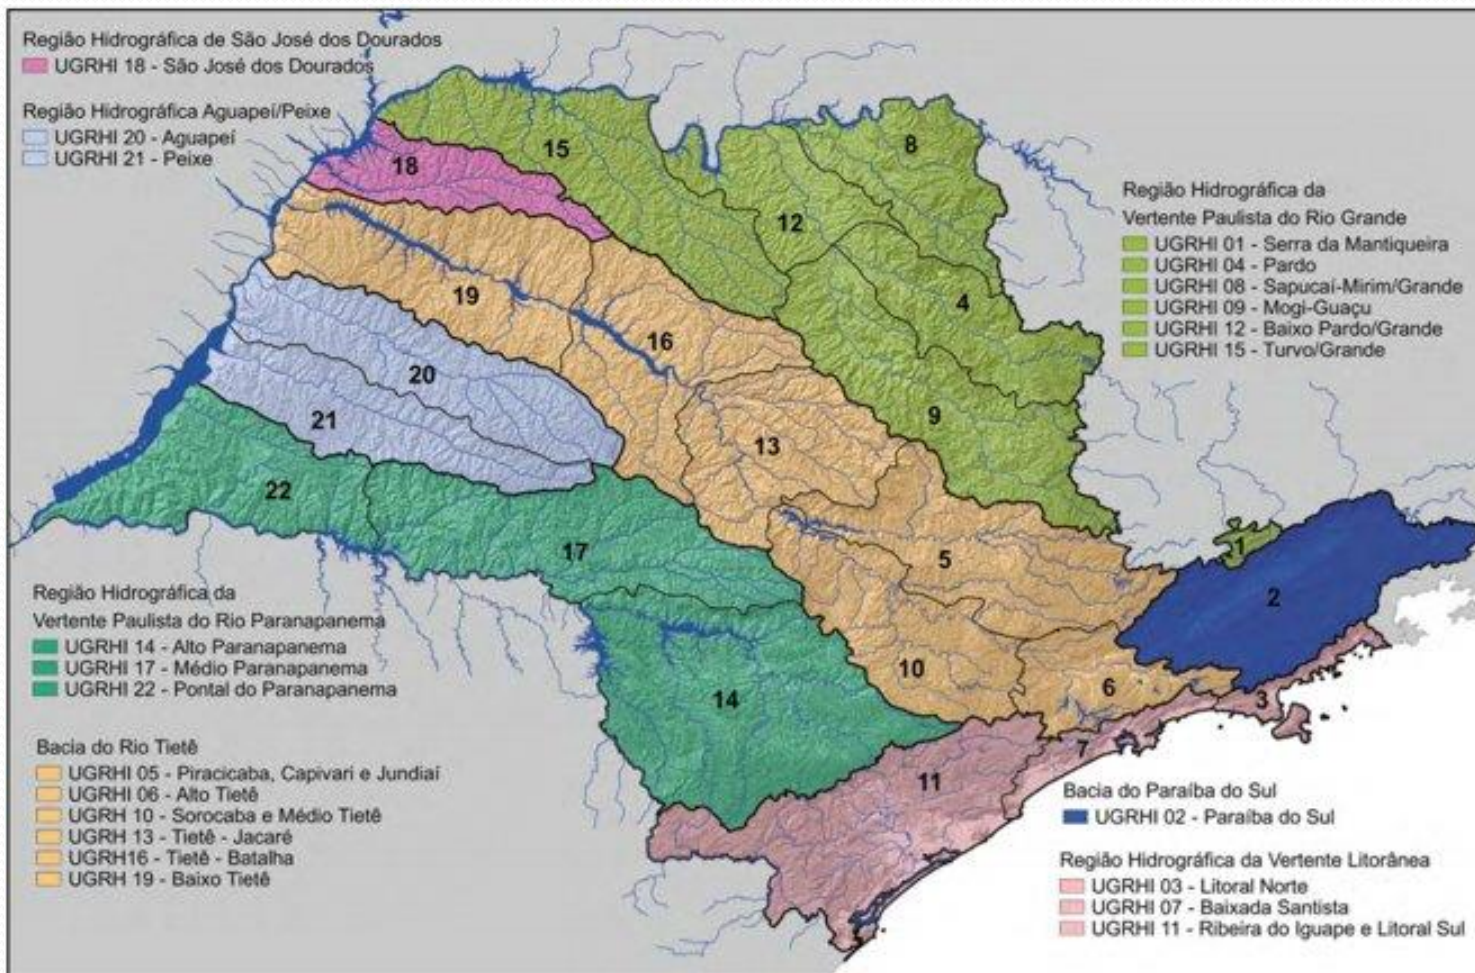 Região Hidrográfica de São José dos Dourados
UGRHI 18 - São José dos Dourados
Região Hidrográfica Aguapeí/Peixe
UGRHI 20 - Aguapeí
UGRHI 21 - Peixe
Região Hidrográfica da
Vertente Paulista do Rio Grande
UGRHI 01 - Serra da Mantiqueira
UGRHI 04 - Pardo
UGRHI 08 - Sapucaí-Mirim/Grande
UGRHI 09 - Mogi-Guaçu
UGRHI 12 - Baixo Pardo/Grande
UGRHI 15 - Turvo/Grande
8
15
18
12
4
19
16
20
9
21
13
22
17
5
1
2
10
6
14
3
7
11
Região Hidrográfica da
Vertente Paulista do Rio Paranapanema
UGRHI 14 - Alto Paranapanema
UGRHI 17 - Médio Paranapanema
UGRHI 22 - Pontal do Paranapanema
Bacia do Rio Tietê
UGRHI 05 - Piracicaba, Capivari e Jundiaí
UGRHI 06 - Alto Tietê
UGRH 10 - Sorocaba e Médio Tietê
UGRH 13 - Tietê - Jacaré
UGRH16 - Tietê - Batalha
UGRH 19 - Baixo Tietê
Bacia do Paraíba do Sul
UGRHI 02 - Paraíba do Sul
Região Hidrográfica da Vertente Litorânea
UGRHI 03 - Litoral Norte
UGRHI 07 - Baixada Santista
UGRHI 11 - Ribeira do Iguape e Litoral Sul